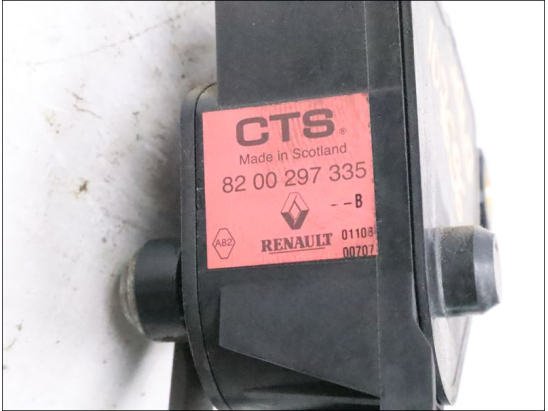 CTS®
Made in Scotland
82 00 297 335
--B
A82
RENAULT
01108
00707